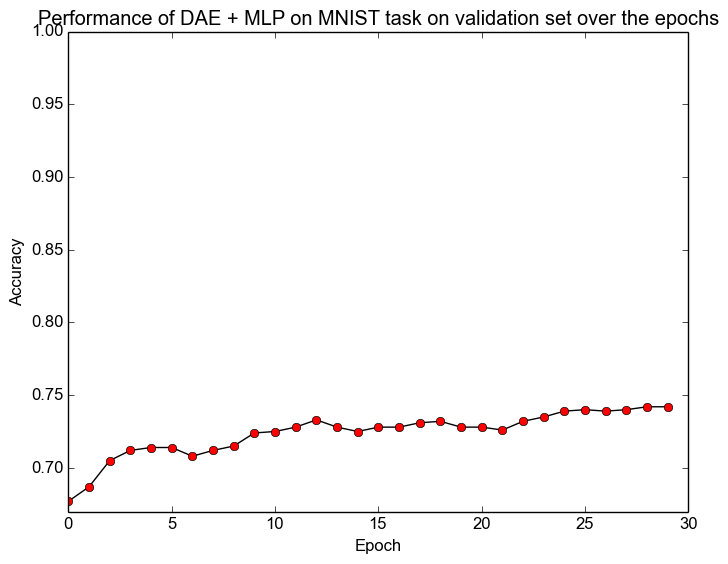 Performance of DAE + MLP on MNIST task on validation set over the epochs
1.00
0.95
0.90
0.85
0.80
0.75
0.70
Accuracy
0 5 10 15 20 25 30
Epoch